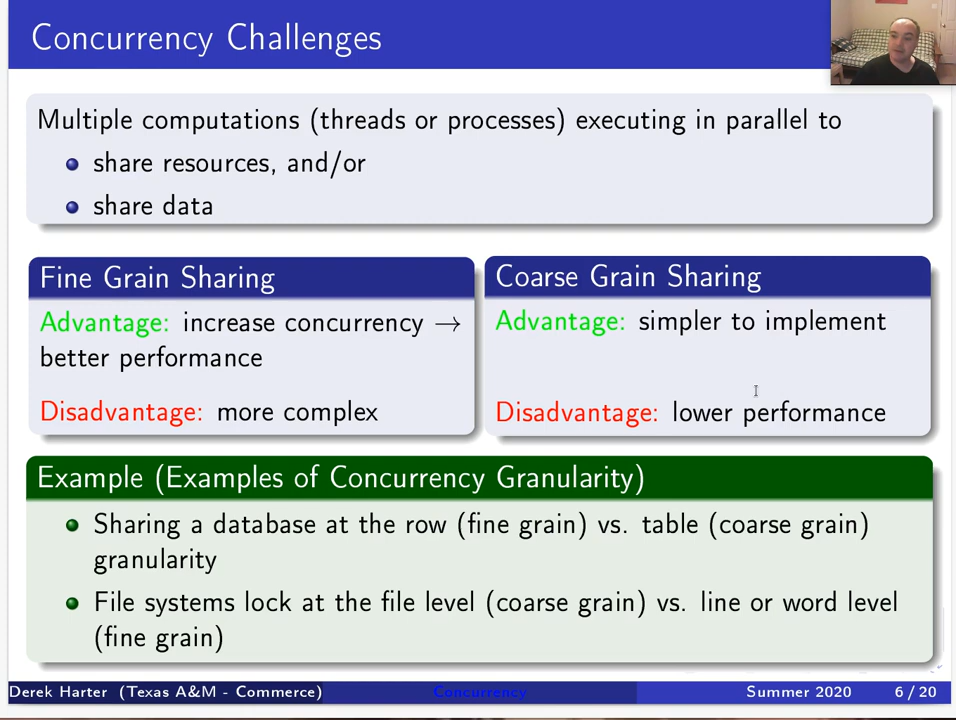 Concurrency Challenges
Multiple computations (threads or processes) executing in parallel to
share resources, and/or
share data
Fine Grain Sharing
Advantage: increase concurrency →
better performance
Disadvantage: more complex
Coarse Grain Sharing
Advantage: simpler to implement
Disadvantage: lower performance
Example (Examples of Concurrency Granularity)
Sharing a database at the row (fine grain) vs. table (coarse grain)
granularity
File systems lock at the file level (coarse grain) vs. line or word level
(fine grain)
Derek Harter (Texas A&M - Commerce) Concurrency Summer 2020 6 / 20